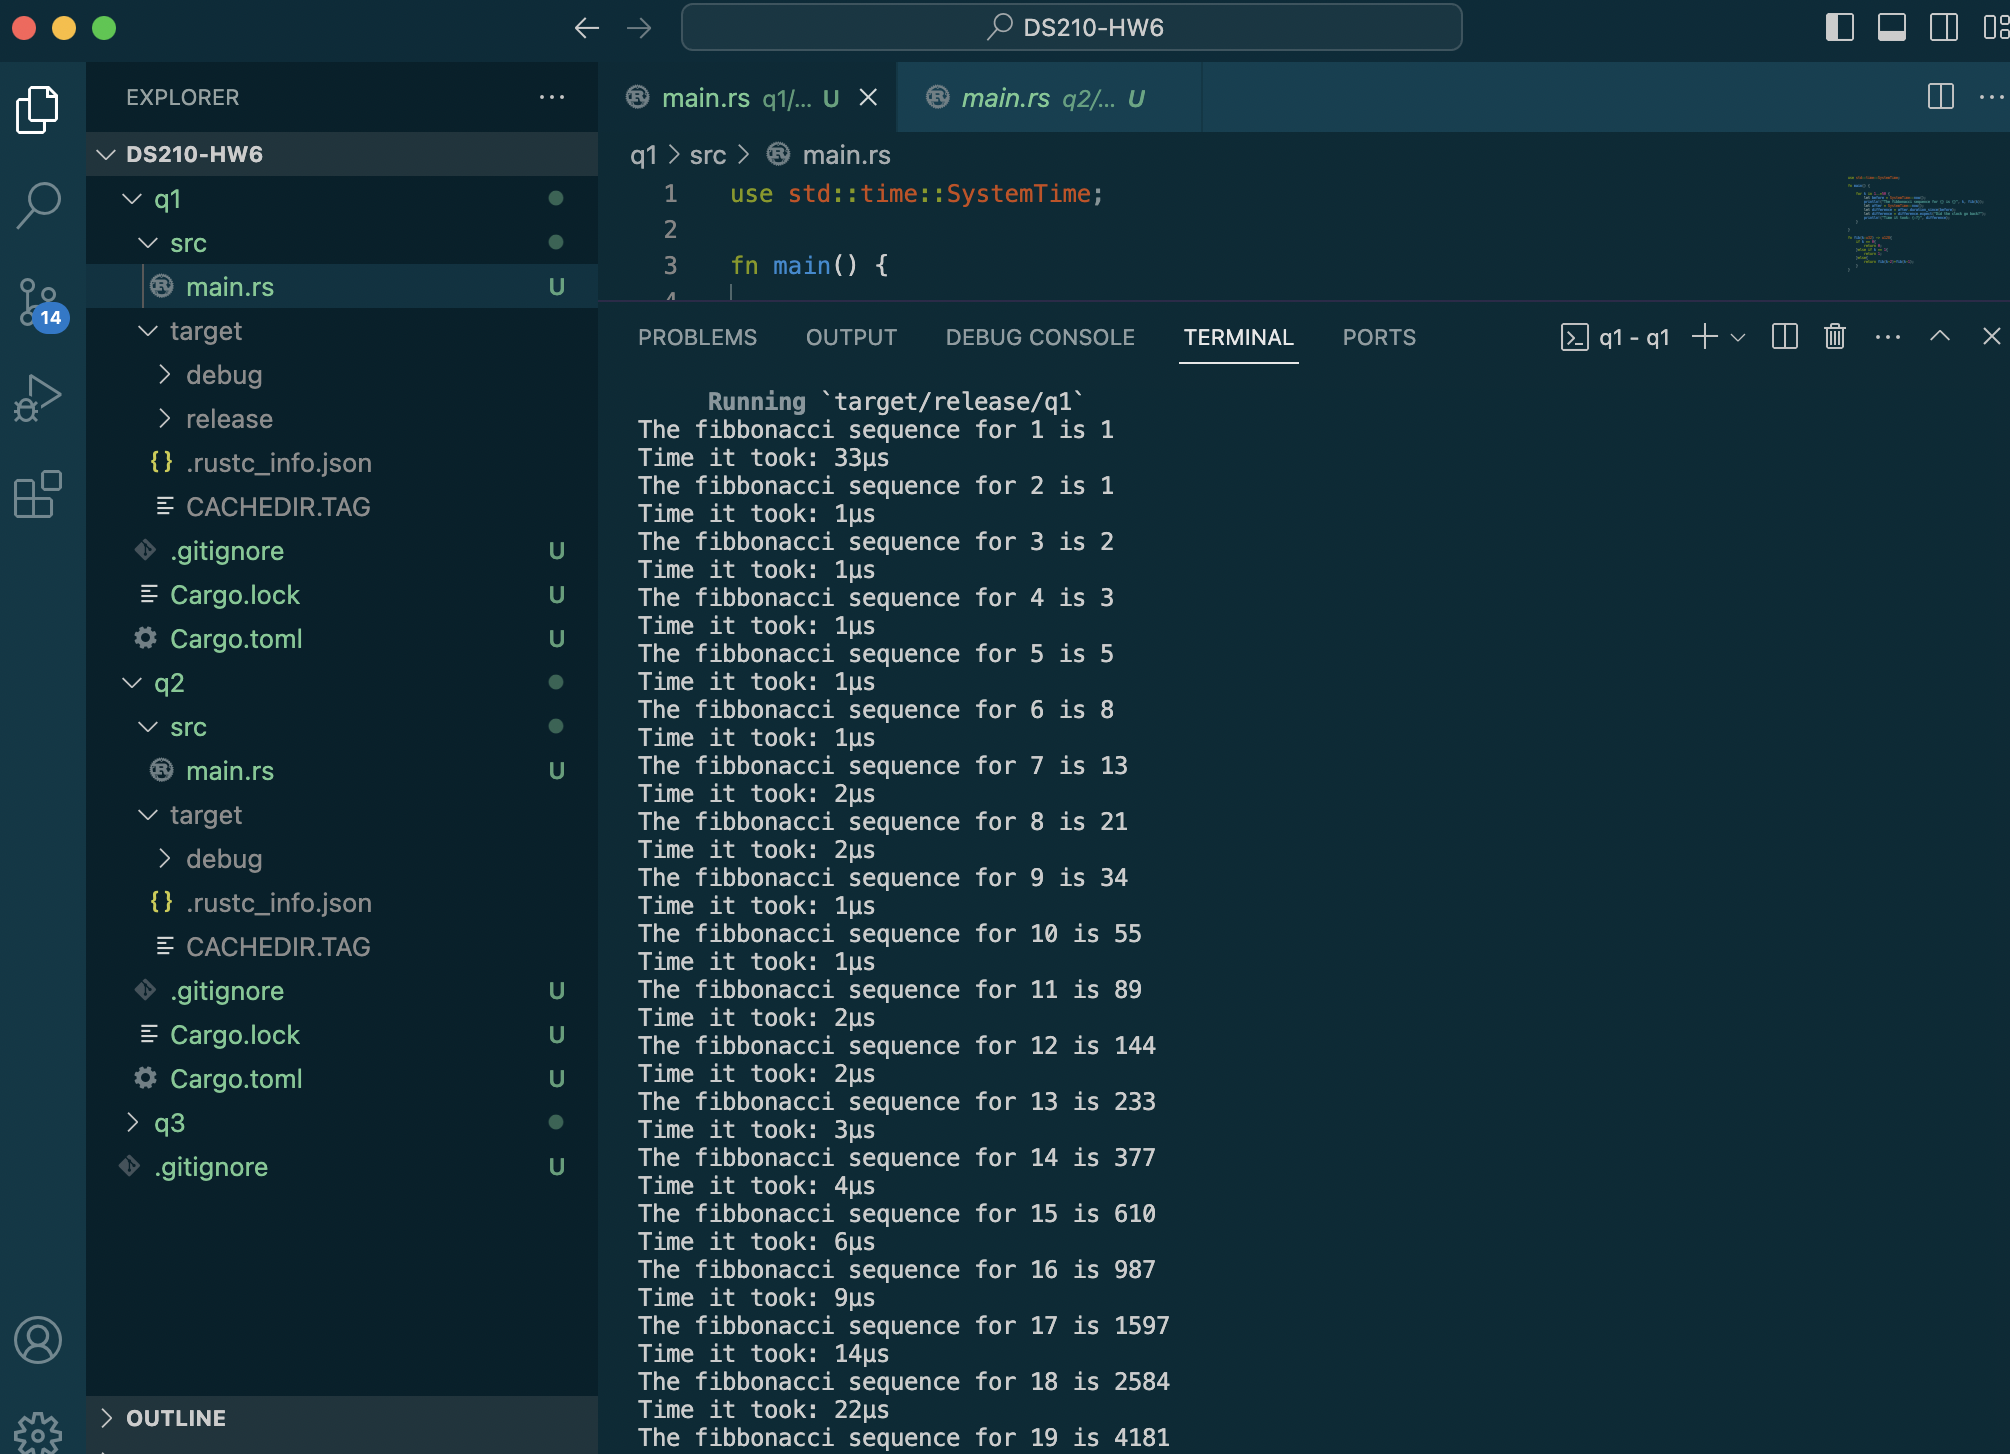 DS210-HW6
EXPLORER
DS210-HW6
q1
src
main.rs U
target
debug
release
{} .rustc_info.json
CACHEDIR.TAG
.gitignore U
Cargo.lock U
Cargo.toml U
q2
src
main.rs U
target
debug
{} .rustc_info.json
CACHEDIR.TAG
.gitignore U
Cargo.lock U
Cargo.toml U
q3
.gitignore U
OUTLINE
14
main.rs q1/... U
main.rs q2/... U
q1 > src > main.rs
1 use std::time::SystemTime;
2
3 fn main() {
4
PROBLEMS OUTPUT DEBUG CONSOLE TERMINAL PORTS
q1 - q1
Running `target/release/q1`
The fibbonacci sequence for 1 is 1
Time it took: 33µs
The fibbonacci sequence for 2 is 1
Time it took: 1µs
The fibbonacci sequence for 3 is 2
Time it took: 1µs
The fibbonacci sequence for 4 is 3
Time it took: 1µs
The fibbonacci sequence for 5 is 5
Time it took: 1µs
The fibbonacci sequence for 6 is 8
Time it took: 1µs
The fibbonacci sequence for 7 is 13
Time it took: 2µs
The fibbonacci sequence for 8 is 21
Time it took: 2µs
The fibbonacci sequence for 9 is 34
Time it took: 1µs
The fibbonacci sequence for 10 is 55
Time it took: 1µs
The fibbonacci sequence for 11 is 89
Time it took: 2µs
The fibbonacci sequence for 12 is 144
Time it took: 2µs
The fibbonacci sequence for 13 is 233
Time it took: 3µs
The fibbonacci sequence for 14 is 377
Time it took: 4µs
The fibbonacci sequence for 15 is 610
Time it took: 6µs
The fibbonacci sequence for 16 is 987
Time it took: 9µs
The fibbonacci sequence for 17 is 1597
Time it took: 14µs
The fibbonacci sequence for 18 is 2584
Time it took: 22µs
The fibbonacci sequence for 19 is 4181